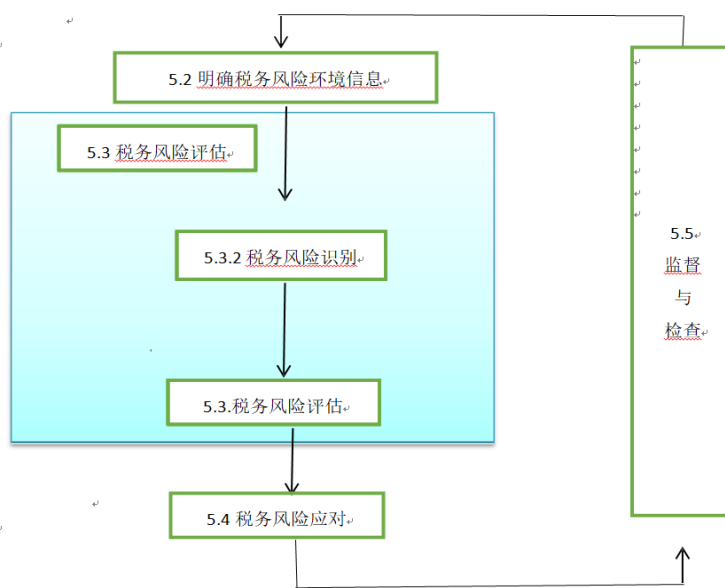 5.2 明确税务风险环境信息
5.3 税务风险评估
5.3.2 税务风险识别
5.3.税务风险评估
5.4 税务风险应对
5.5
监督
与
检查